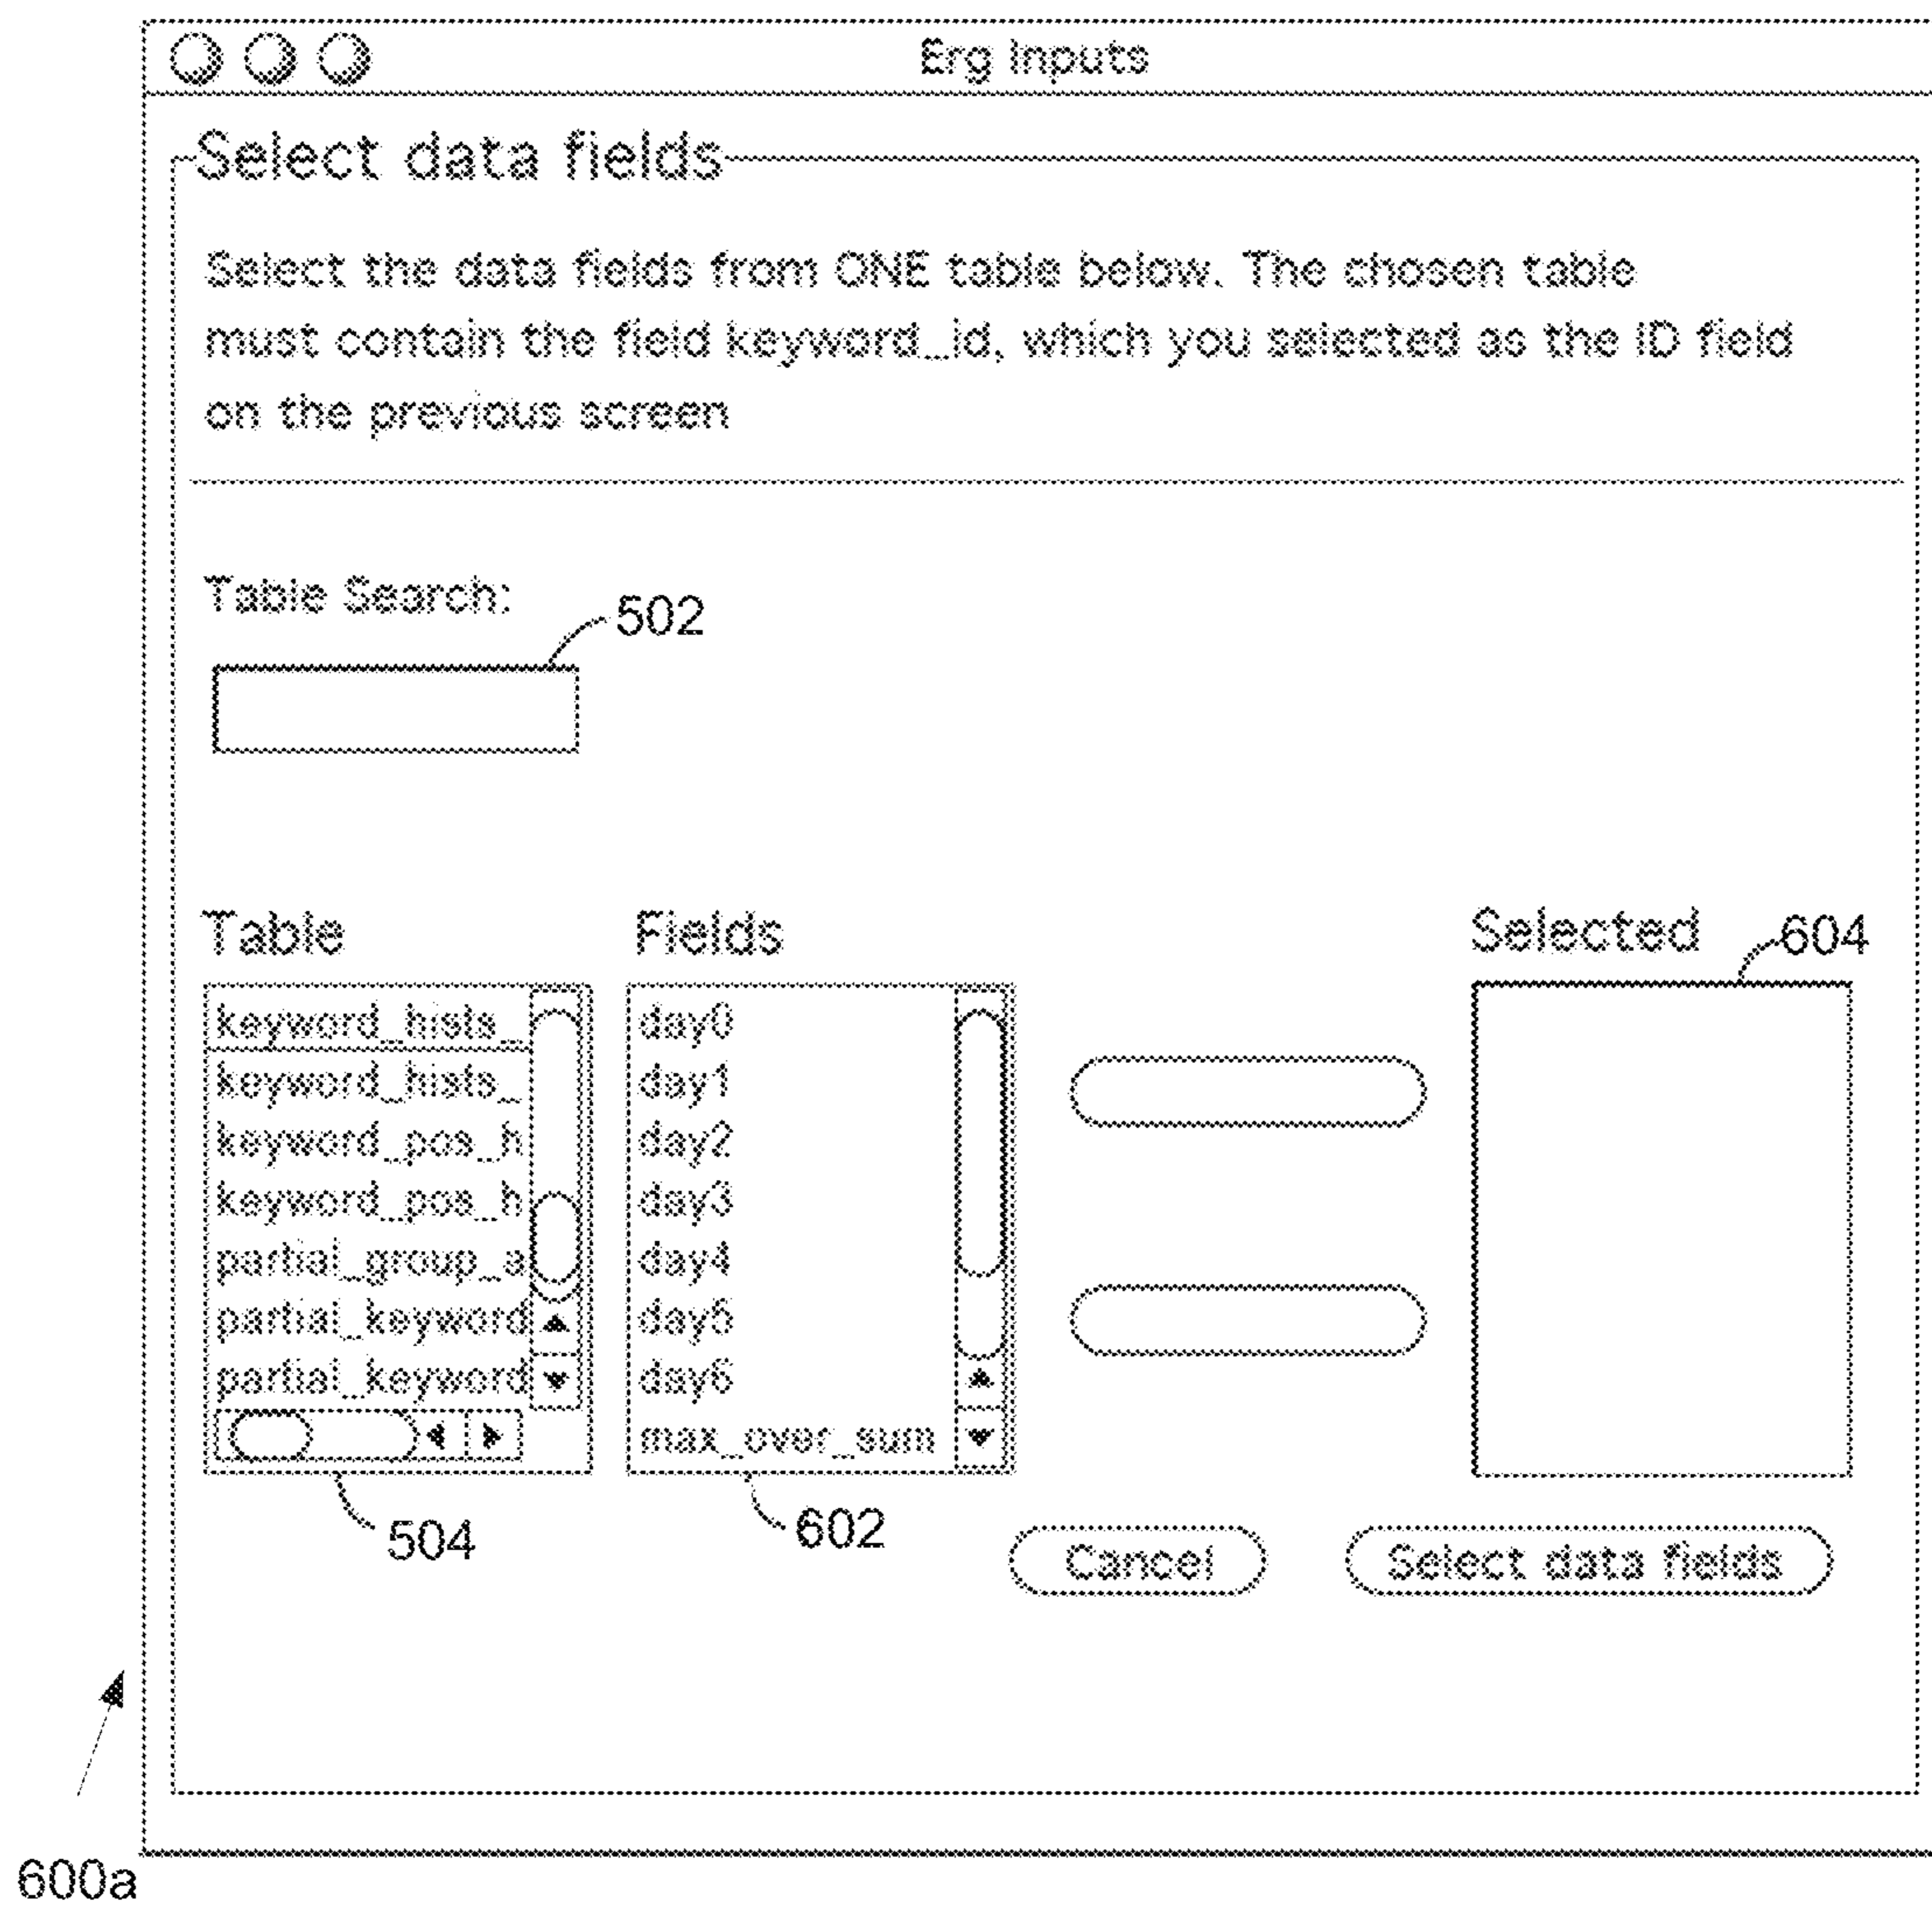 Erg Inputs
Select data fields
Select the data fields from ONE table below. The chosen table
must contain the field keyword_id, which you selected as the ID field
on the previous screen
Table Search:
502
Table
Fields
Selected
604
keyword_hists_
keyword_hists_
keyword_pos_h
keyword_pos_h
partial_group_a
partial_keyword
partial_keyword
day0
day1
day2
day3
day4
day5
day6
max_over_sum
504
602
Cancel
Select data fields
600a